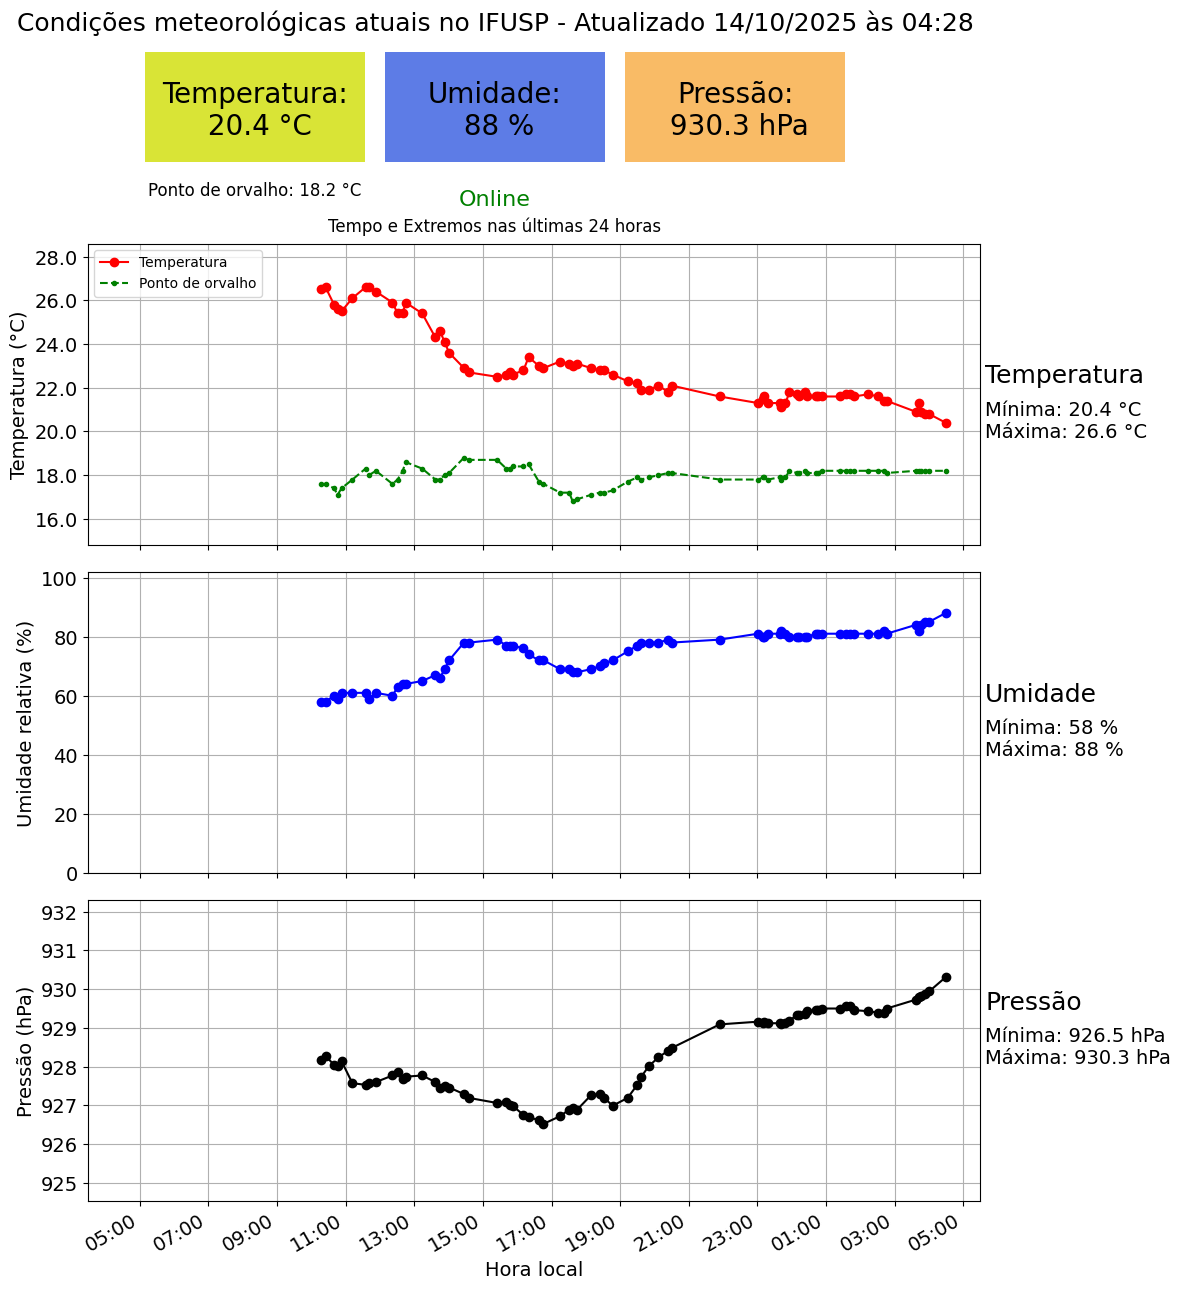 Condições meteorológicas atuais no IFUSP - Atualizado 14/10/2025 às 04:28
Temperatura:
20.4 °C
Umidade:
88 %
Pressão:
930.3 hPa
Ponto de orvalho: 18.2 °C
Online
Tempo e Extremos nas últimas 24 horas
Temperatura (°C)
28.0
26.0
24.0
22.0
20.0
18.0
16.0
Temperatura
Ponto de orvalho
Temperatura
Mínima: 20.4 °C
Máxima: 26.6 °C
Umidade relativa (%)
100
80
60
40
20
0
Umidade
Mínima: 58 %
Máxima: 88 %
Pressão (hPa)
932
931
930
929
928
927
926
925
Pressão
Mínima: 926.5 hPa
Máxima: 930.3 hPa
05:00 07:00 09:00 11:00 13:00 15:00 17:00 19:00 21:00 23:00 01:00 03:00 05:00
Hora local